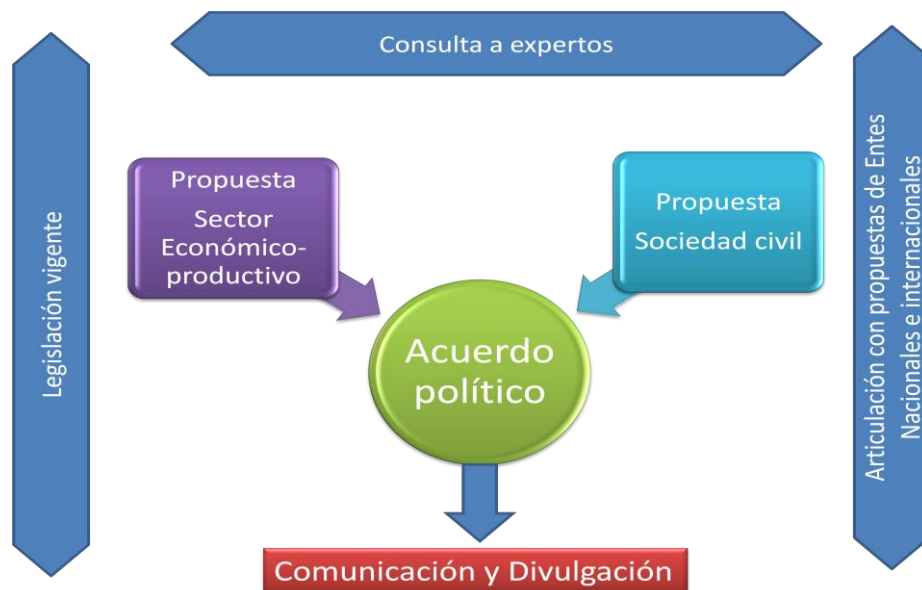 Consulta a expertos
Legislación vigente
Propuesta
Sector
Económico-
productivo
Propuesta
Sociedad civil
Articulación con propuestas de Entes
Nacionales e internacionales
Acuerdo
político
Comunicación y Divulgación